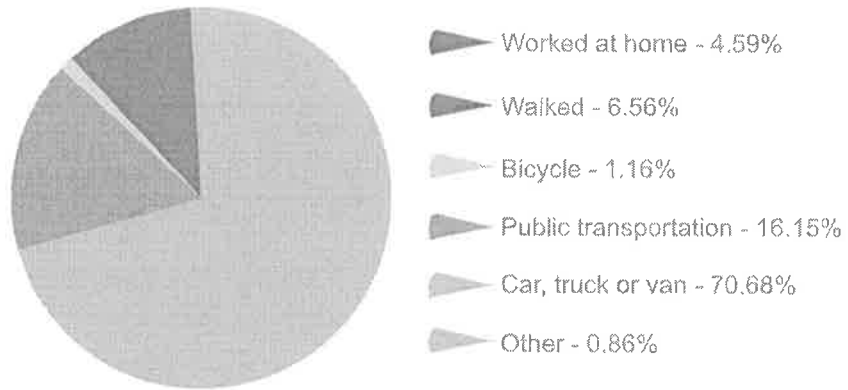 Worked at home - 4.59%
Walked - 6.56%
Bicycle - 1.16%
Public transportation - 16.15%
Car, truck or van - 70.68%
Other - 0.86%